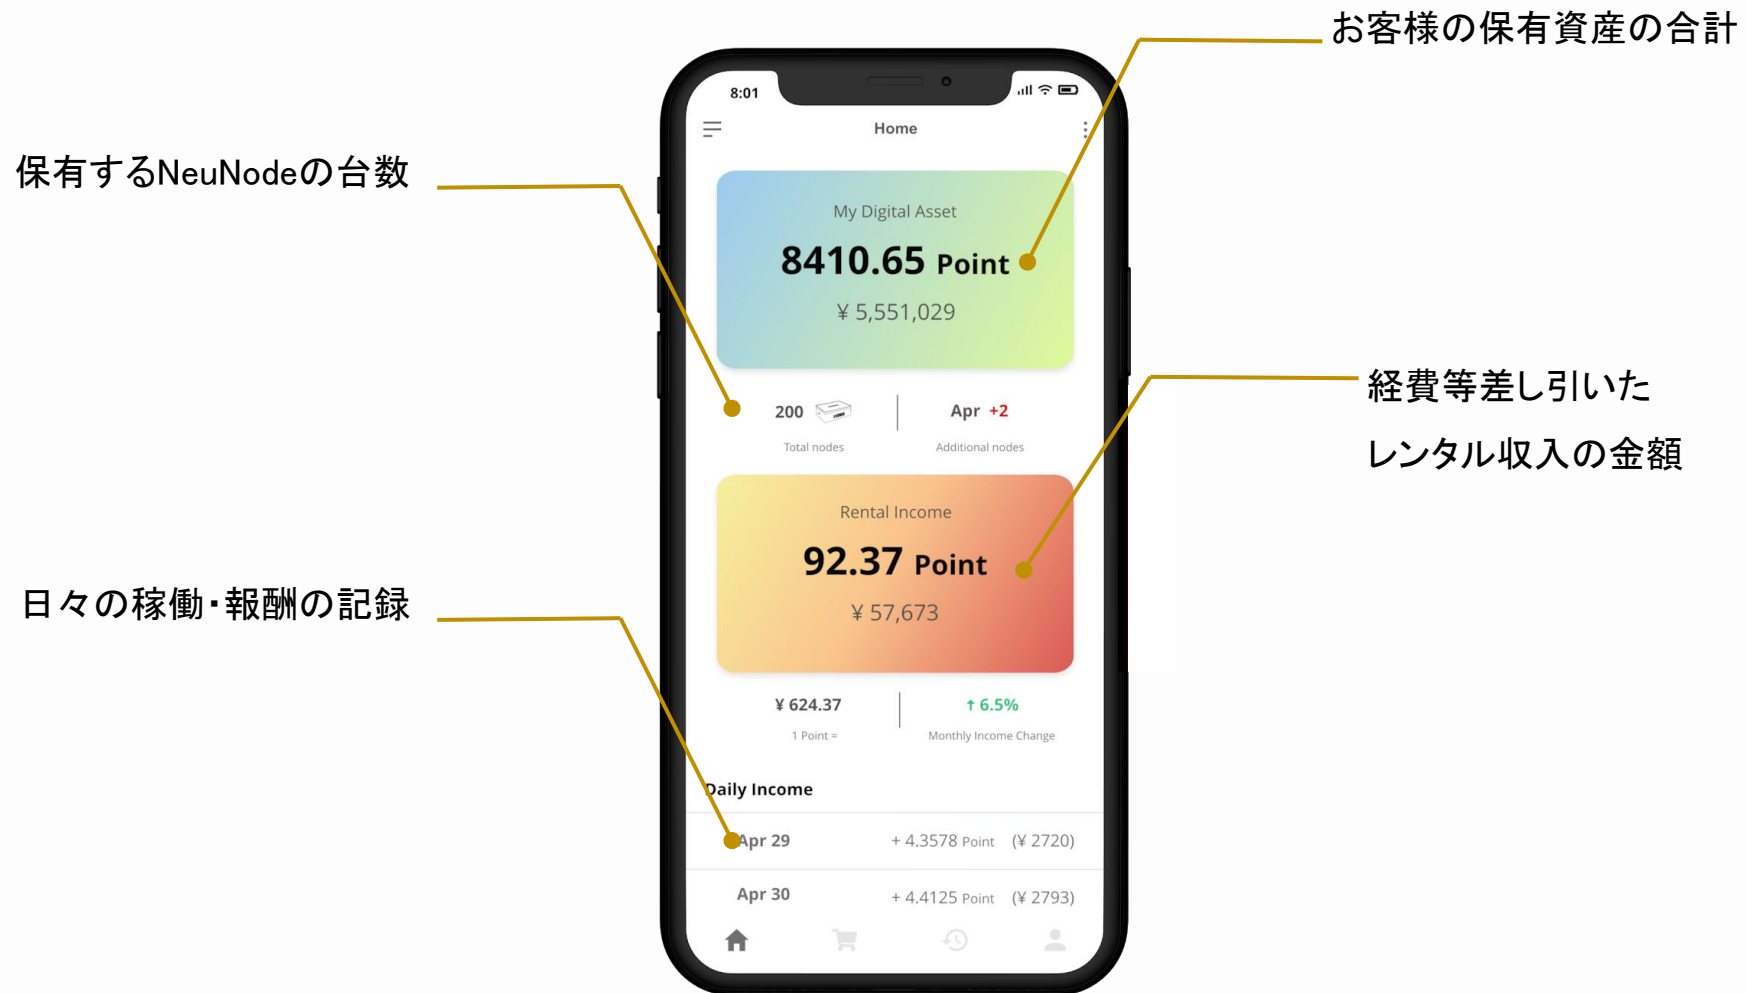 お客様の保有資産の合計
8:01
Home
保有するNeuNodeの台数
My Digital Asset
8410.65 Point
¥ 5,551,029
経費等差し引いた
レンタル収入の金額
200
Apr +2
Total nodes
Additional nodes
Rental Income
92.37 Point
¥ 57,673
日々の稼働・報酬の記録
¥ 624.37
↑ 6.5%
1 Point =
Monthly Income Change
Daily Income
Apr 29 + 4.3578 Point (¥ 2720)
Apr 30 + 4.4125 Point (¥ 2793)